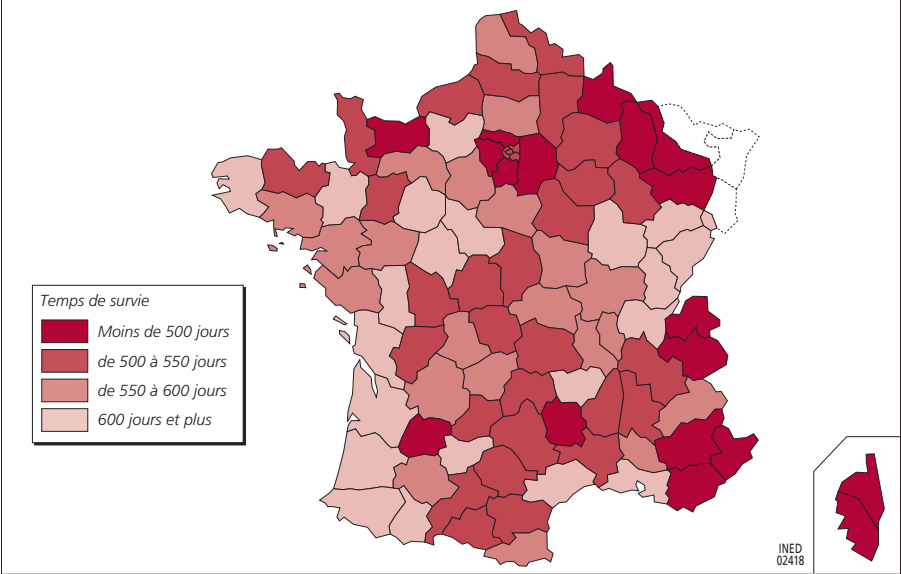 Temps de survie
Moins de 500 jours
de 500 à 550 jours
de 550 à 600 jours
600 jours et plus
INED
02418